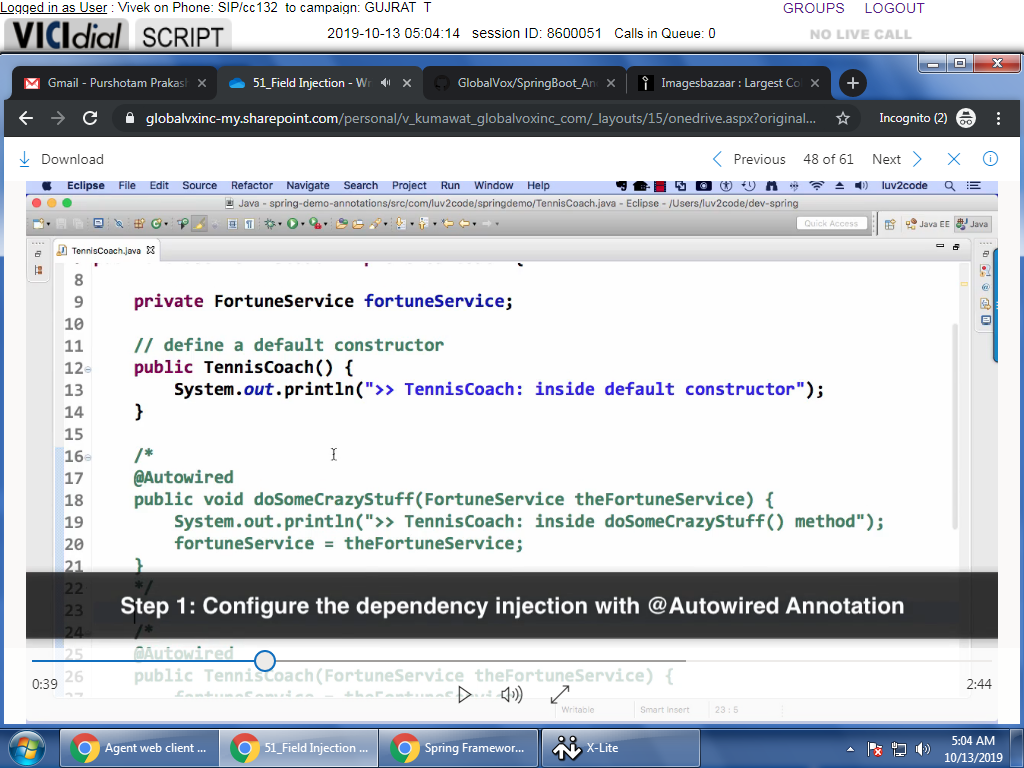 Logged in as User : Vivek on Phone: SIP/cc132 to campaign: GUJRAT_T
GROUPS LOGOUT
VICIdial SCRIPT 2019-10-13 05:04:14 session ID: 8600051 Calls in Queue: 0 NO LIVE CALL
Gmail - Purshotam Prakas
51_Field Injection - Wr
GlobalVox/SpringBoot_An
Imagesbazaar : Largest Co
globalvxinc-my.sharepoint.com/personal/v_kumawat_globalvoxinc_com/_layouts/15/onedrive.aspx?original...
Incognito (2)
Download Previous 48 of 61 Next
Eclipse File Edit Source Refactor Navigate Search Project Run Window Help luv2code
Java - spring-demo-annotations/src/com/luv2code/springdemo/TennisCoach.java - Eclipse - /Users/luv2code/dev-spring
Quick Access Java EE Java
TennisCoach.java
8
9 private FortuneService fortuneService;
10
11 // define a default constructor
12 public TennisCoach() {
13 System.out.println(">> TennisCoach: inside default constructor");
14 }
15
16 /*
17 @Autowired
18 public void doSomeCrazyStuff(FortuneService theFortuneService) {
19 System.out.println(">> TennisCoach: inside doSomeCrazyStuff() method");
20 fortuneService = theFortuneService;
21 }
22 */
23
Step 1: Configure the dependency injection with @Autowired Annotation
24 /*
25 @Autowired
26 public TennisCoach(FortuneService theFortuneService) {
0:39 2:44
Writable Smart Insert 23 : 5
Agent web client ...
51_Field Injection ...
Spring Framewor...
X-Lite
5:04 AM
10/13/2019